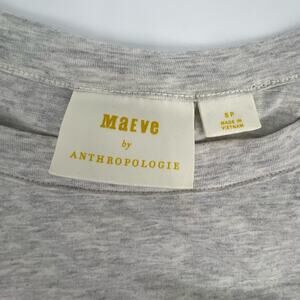 Maeve
by
ANTHROPOLOGIE
SP
MADE IN
VIETNAM